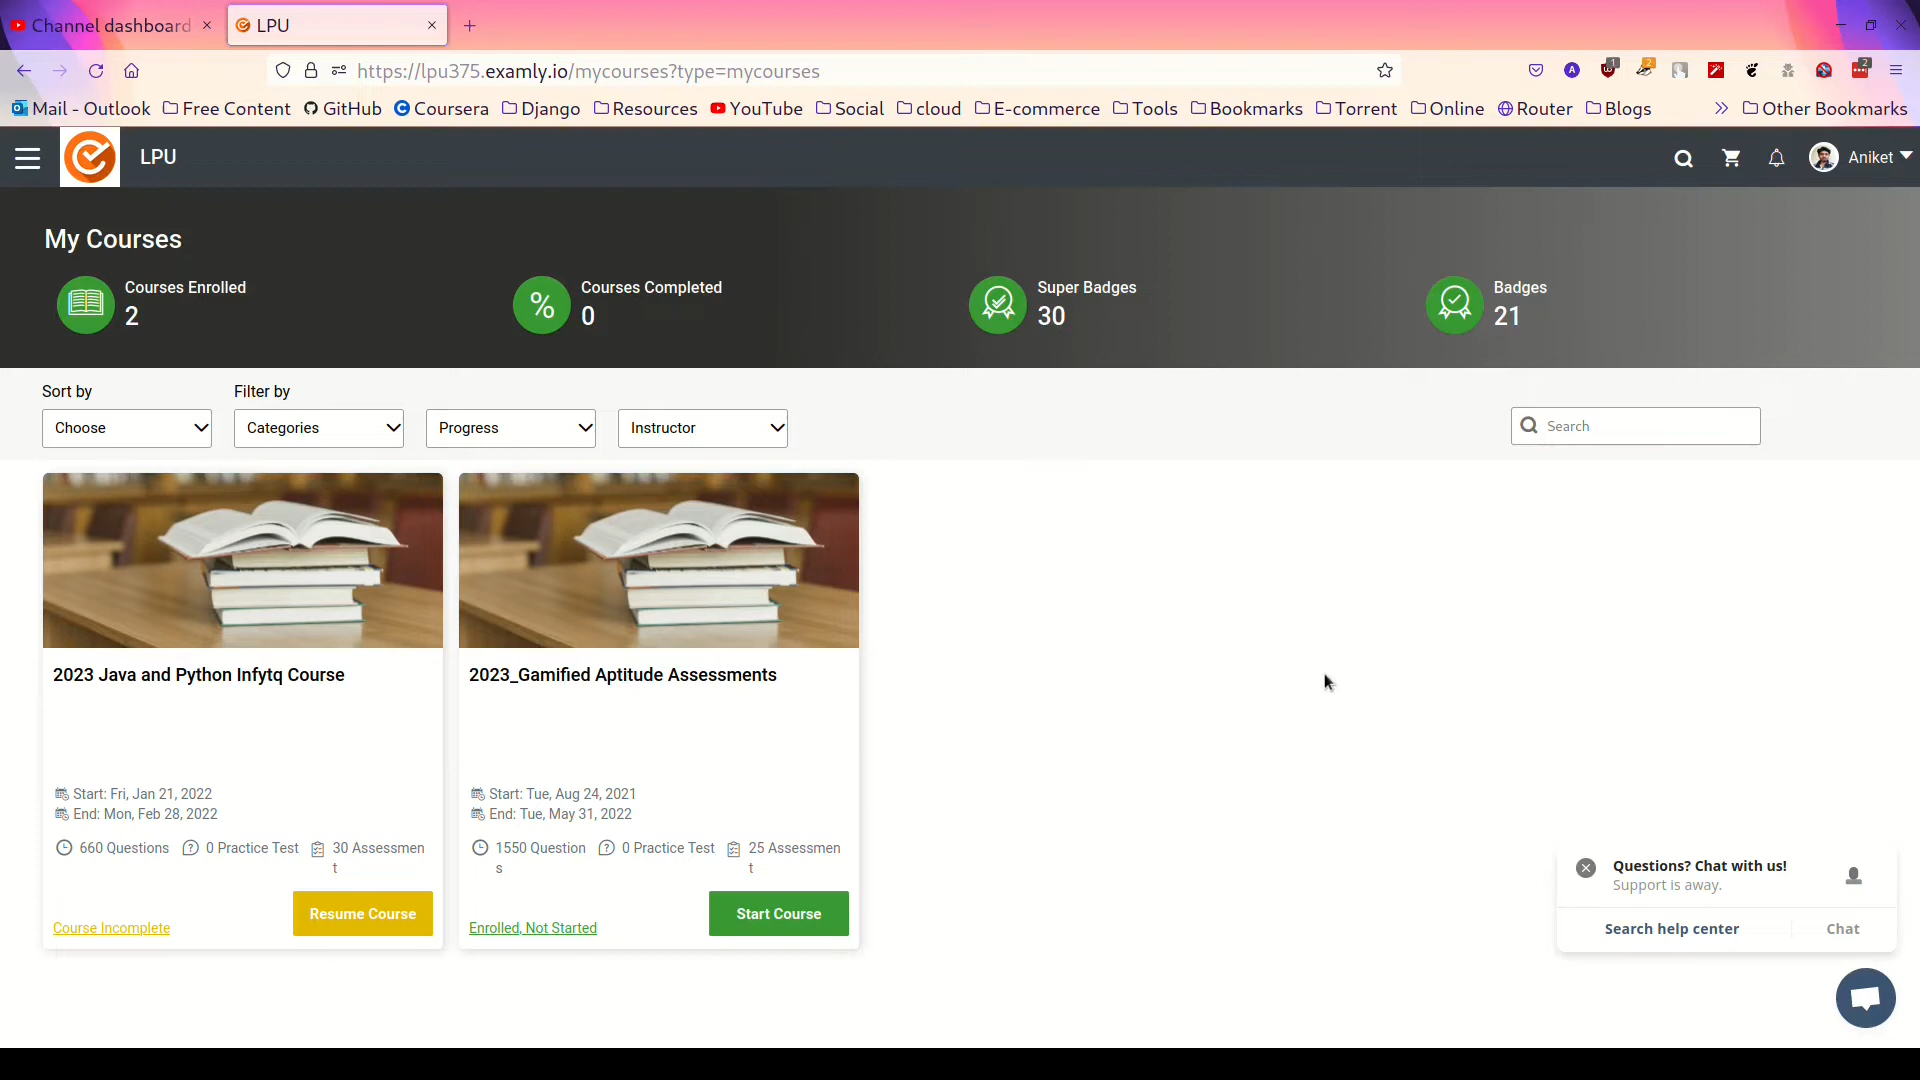 Channel dashboard
LPU
https://lpu375.examly.io/mycourses?type=mycourses
1
2
2
Mail - Outlook Free Content GitHub Coursera Django Resources YouTube Social cloud E-commerce Tools Bookmarks Torrent Online Router Blogs Other Bookmarks
LPU
Aniket
My Courses
Courses Enrolled
2
Courses Completed
0
Super Badges
30
Badges
21
Sort by
Filter by
Choose
Categories
Progress
Instructor
Search
2023 Java and Python Infytq Course
Start: Fri, Jan 21, 2022
End: Mon, Feb 28, 2022
660 Questions
0 Practice Test
30 Assessmen
t
Course Incomplete
Resume Course
2023_Gamified Aptitude Assessments
Start: Tue, Aug 24, 2021
End: Tue, May 31, 2022
1550 Question
s
0 Practice Test
25 Assessmen
t
Enrolled, Not Started
Start Course
Questions? Chat with us!
Support is away.
Search help center
Chat